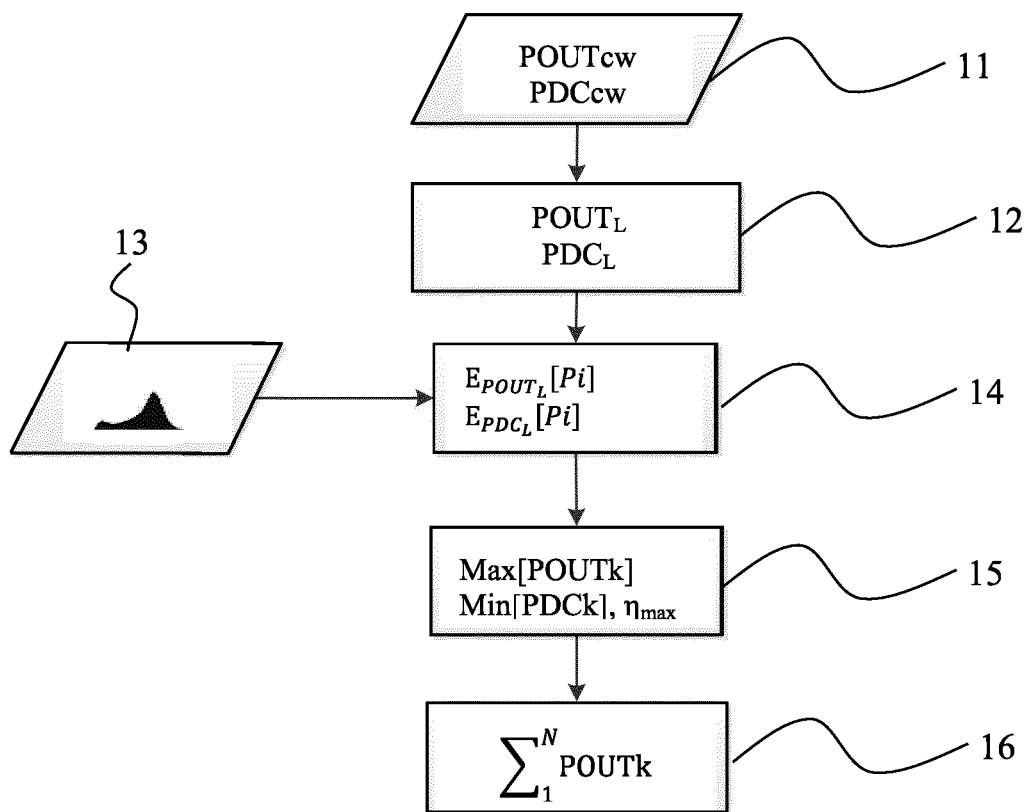 POUTcw
PDCcw
11
POUT_L
PDC_L
12
13
E_{POUT_L}[Pi]
E_{PDC_L}[Pi]
14
Max[POUTk]
Min[PDCk], η_max
15
∑_1^N POUTk
16